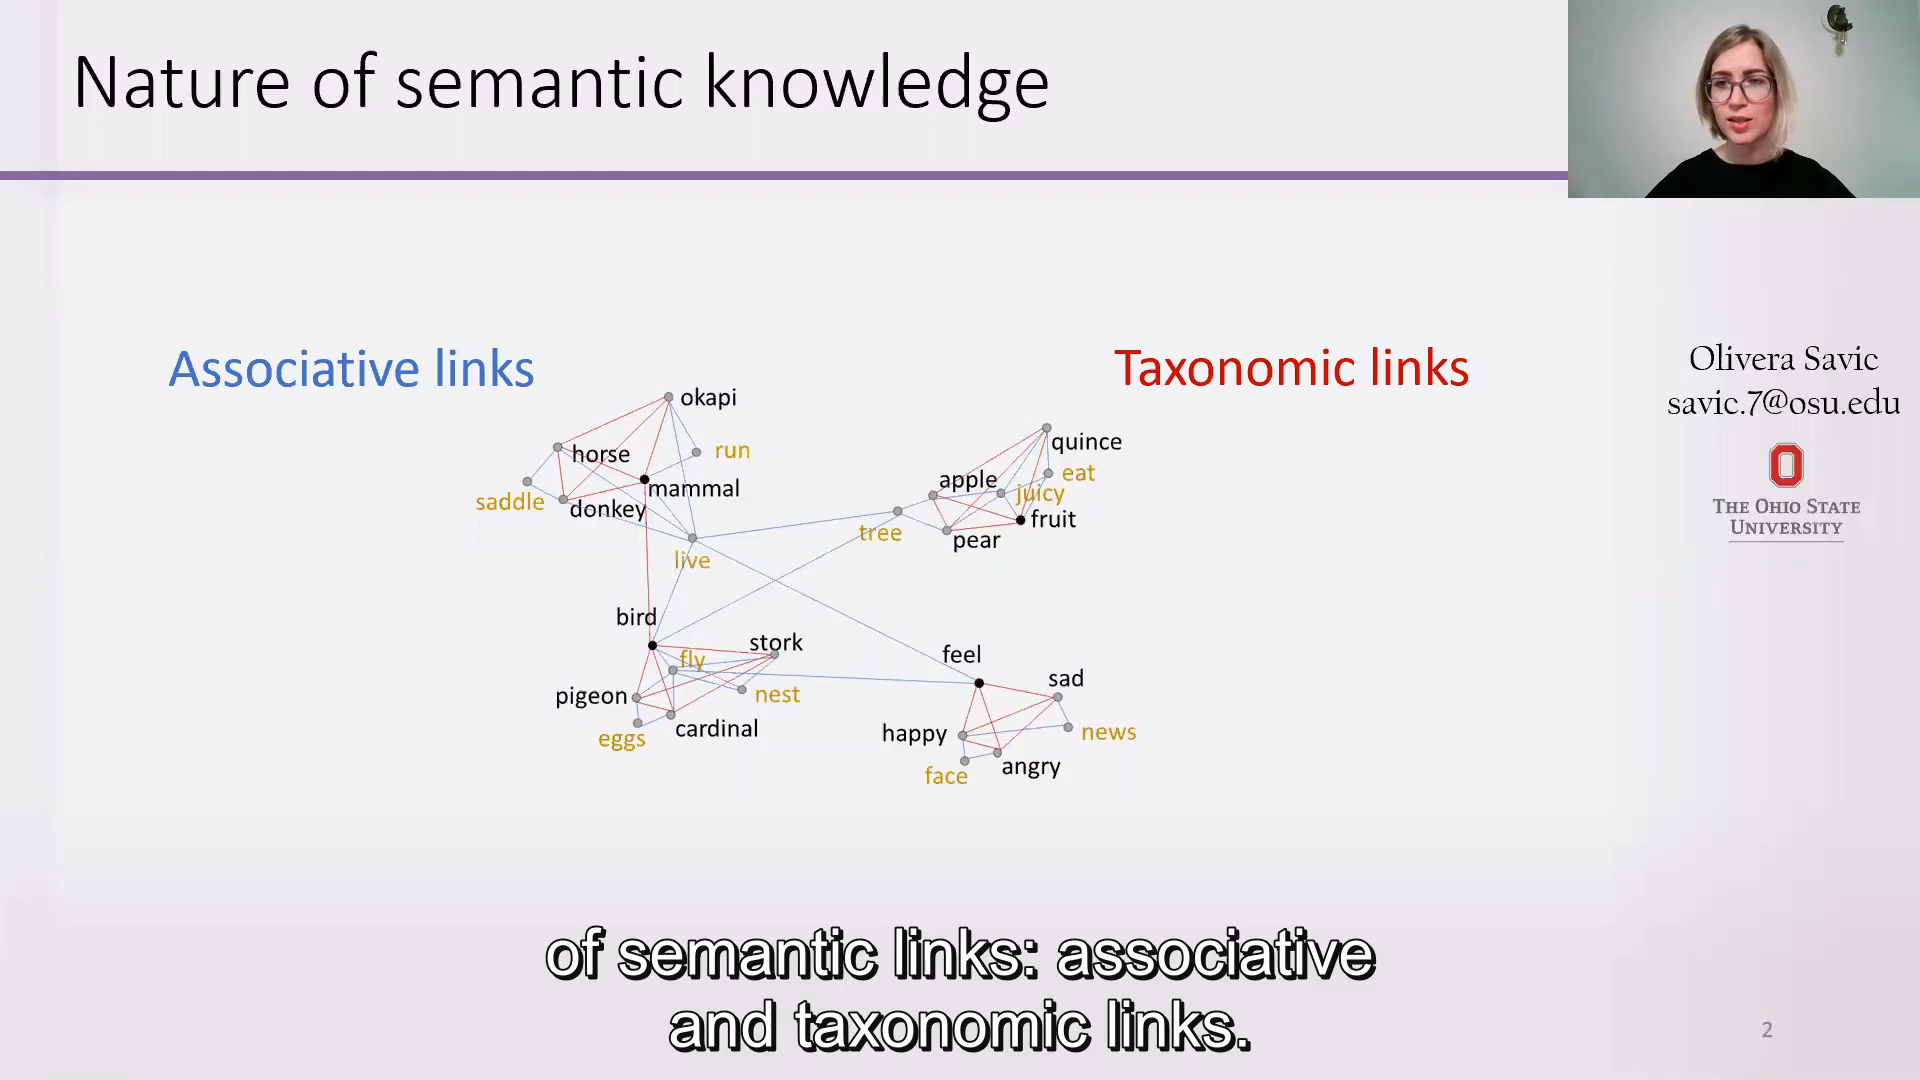 Nature of semantic knowledge
Associative links
Taxonomic links
okapi
horse
run
mammal
saddle
donkey
live
quince
apple
eat
juicy
fruit
tree
pear
bird
stork
fly
pigeon
nest
cardinal
eggs
feel
sad
happy
news
angry
face
Olivera Savic
savic.7@osu.edu
THE OHIO STATE
UNIVERSITY
of semantic links: associative
and taxonomic links.
2